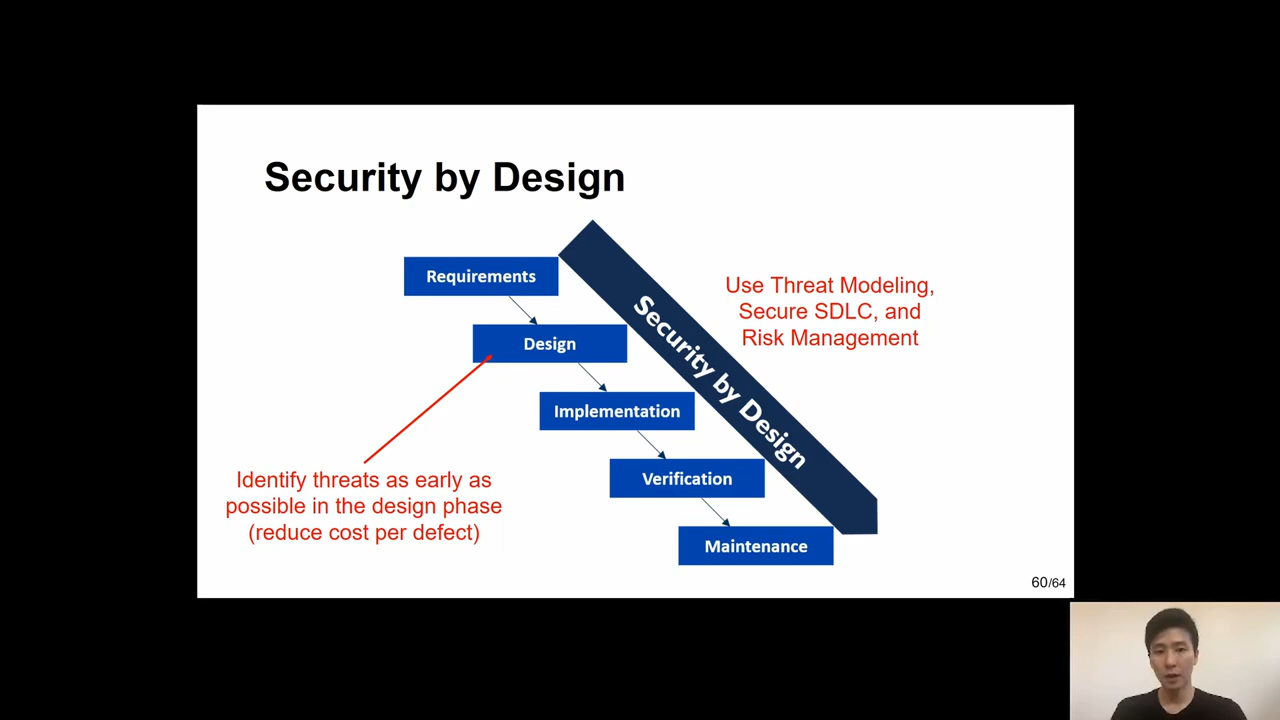 Security by Design
Requirements
Design
Implementation
Verification
Maintenance
Security by Design
Use Threat Modeling,
Secure SDLC, and
Risk Management
Identify threats as early as
possible in the design phase
(reduce cost per defect)
60/64